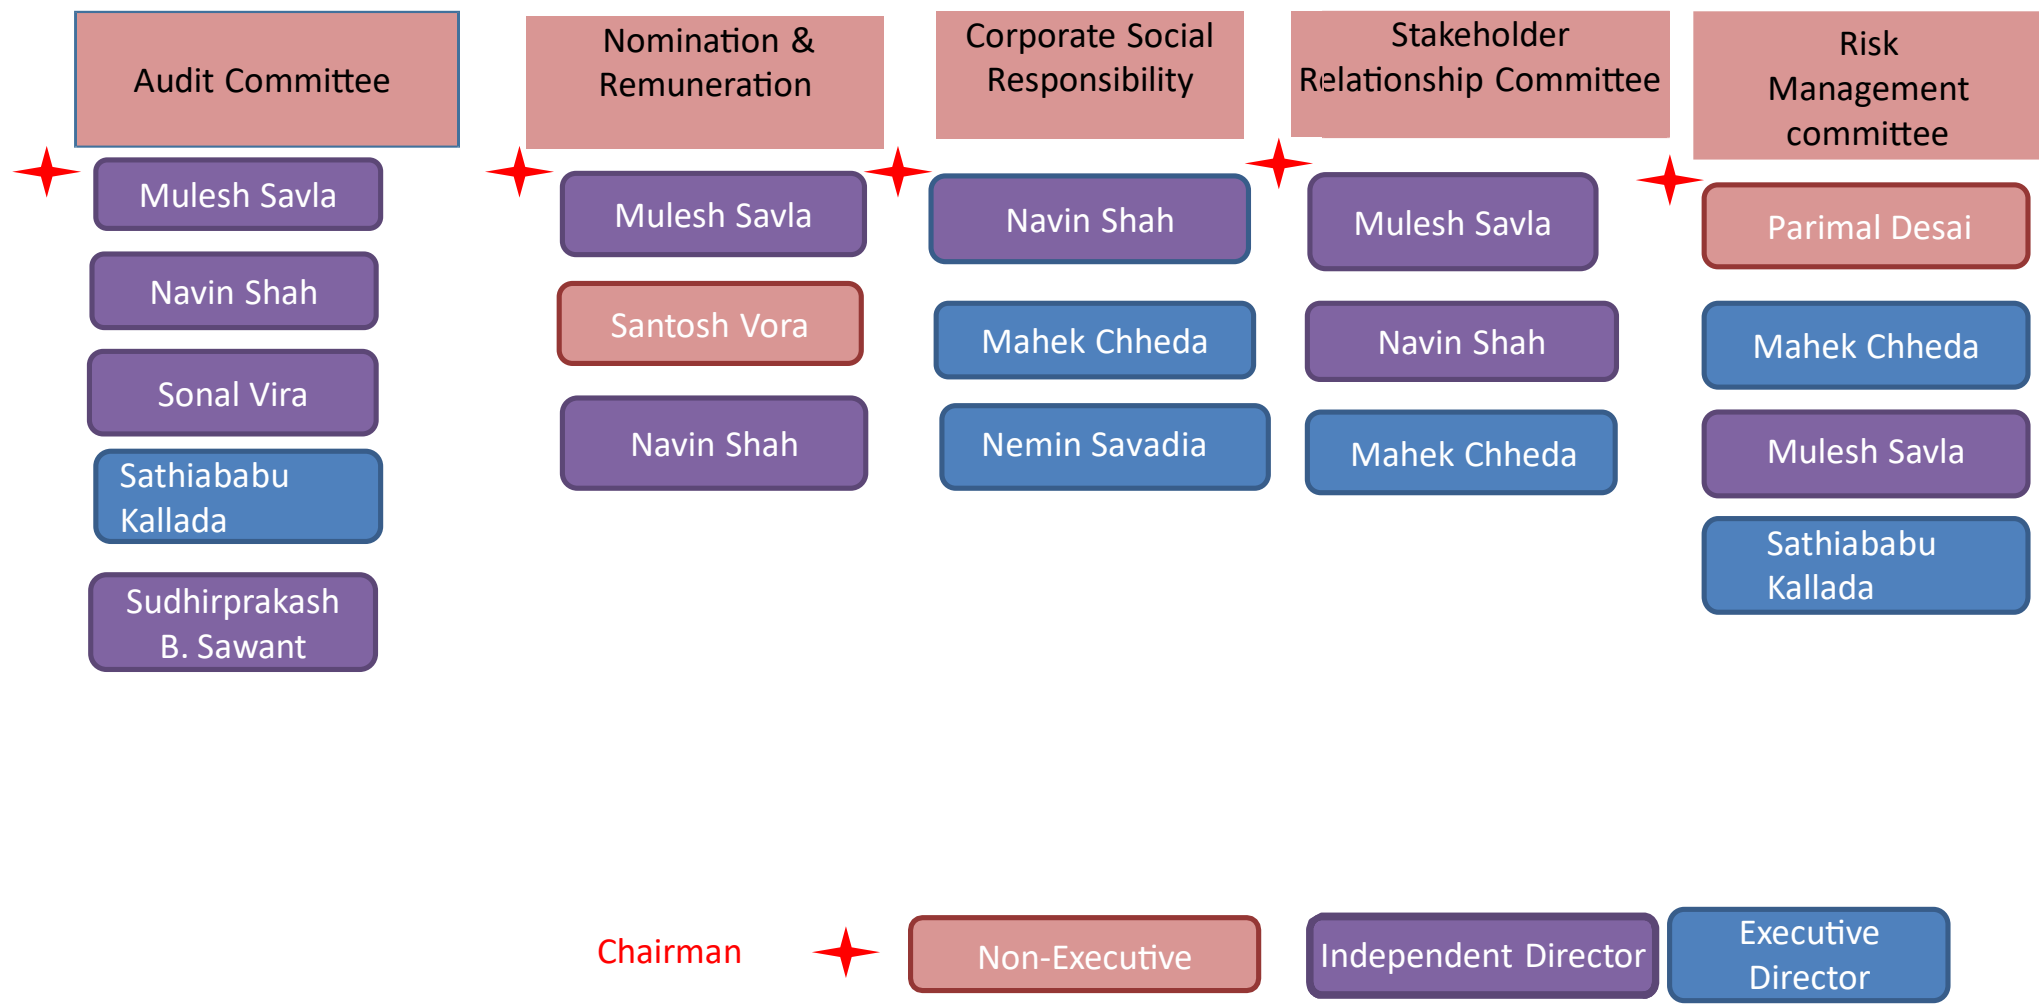 Audit Committee
Mulesh Savla
Navin Shah
Sonal Vira
Sathiababu
Kallada
Sudhirprakash
B. Sawant
Nomination &
Remuneration
Mulesh Savla
Santosh Vora
Navin Shah
Corporate Social
Responsibility
Navin Shah
Mahek Chheda
Nemin Savadia
Stakeholder
Relationship Committee
Mulesh Savla
Navin Shah
Mahek Chheda
Risk
Management
committee
Parimal Desai
Mahek Chheda
Mulesh Savla
Sathiababu
Kallada
Chairman
Non-Executive
Independent Director
Executive
Director